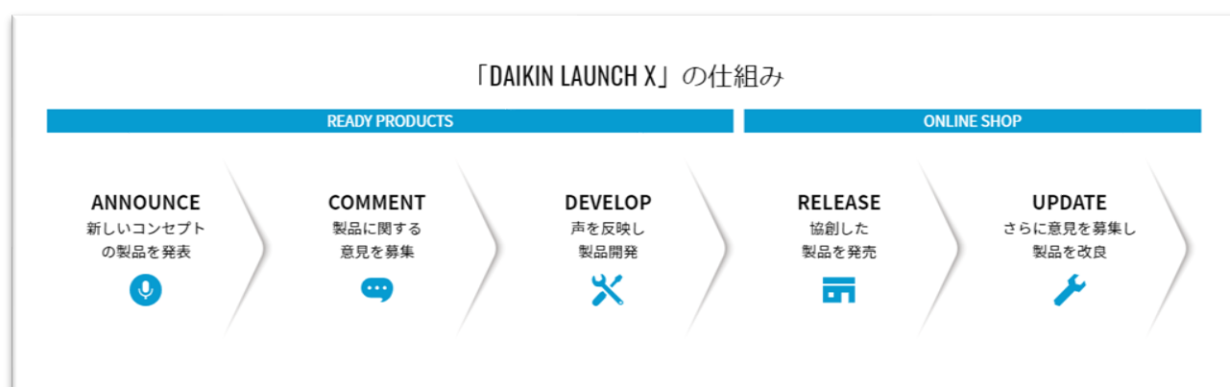 「DAIKIN LAUNCH X」の仕組み
READY PRODUCTS
ONLINE SHOP
ANNOUNCE
新しいコンセプト
の製品を発表
COMMENT
製品に関する
意見を募集
DEVELOP
声を反映し
製品開発
RELEASE
協創した
製品を発売
UPDATE
さらに意見を募集し
製品を改良